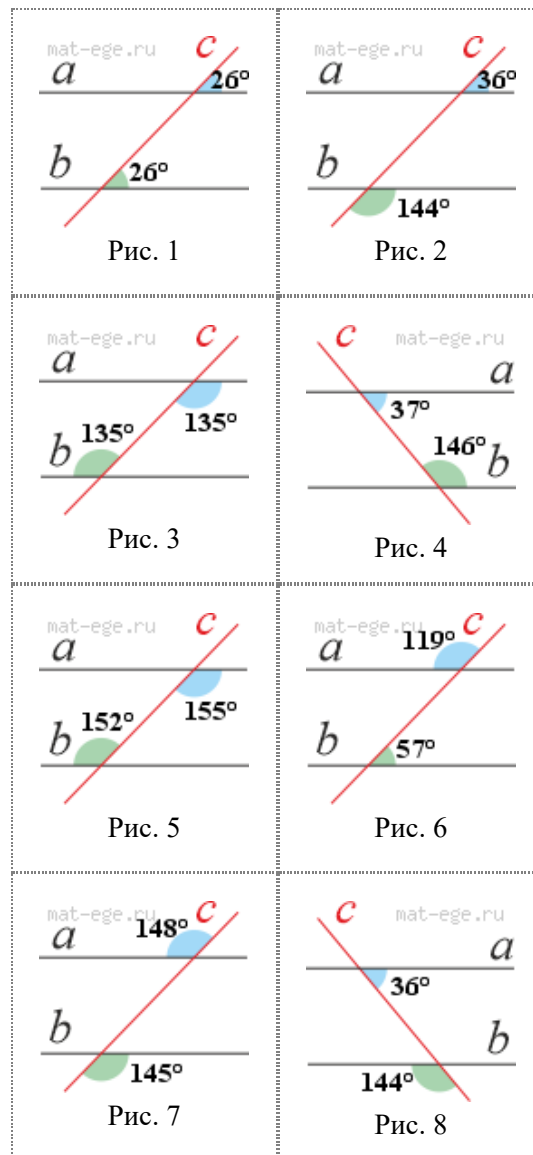 mat-ege.ru c
a 26°
b 26°
Рис. 1
mat-ege.ru c
a 36°
b 144°
Рис. 2
mat-ege.ru c
a
135°
b 135°
Рис. 3
c mat-ege.ru
a
37°
146° b
Рис. 4
mat-ege.ru c
a
155°
b 152°
Рис. 5
mat-ege.ru 119° c
a
b 57°
Рис. 6
mat-ege.ru c
a 148°
b
145°
Рис. 7
c mat-ege.ru
a
36°
b
144°
Рис. 8